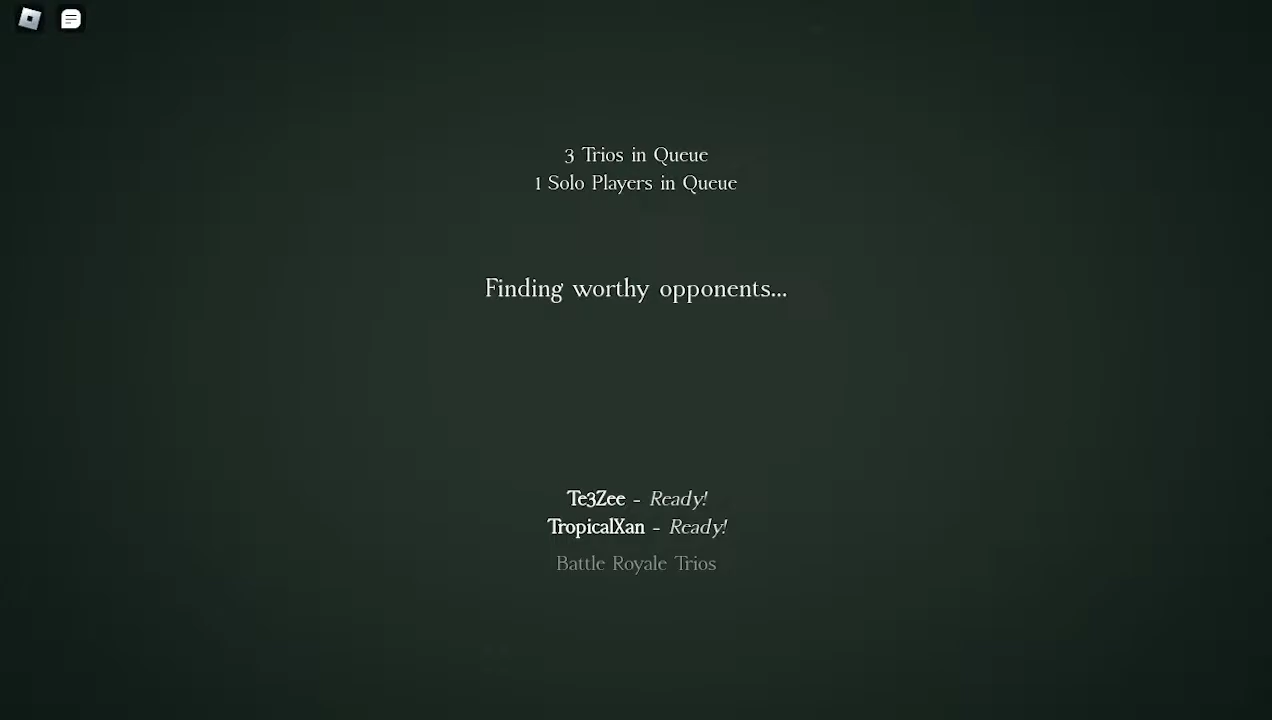 3 Trios in Queue
1 Solo Players in Queue
Finding worthy opponents...
Te3Zee - Ready!
TropicalXan - Ready!
Battle Royale Trios